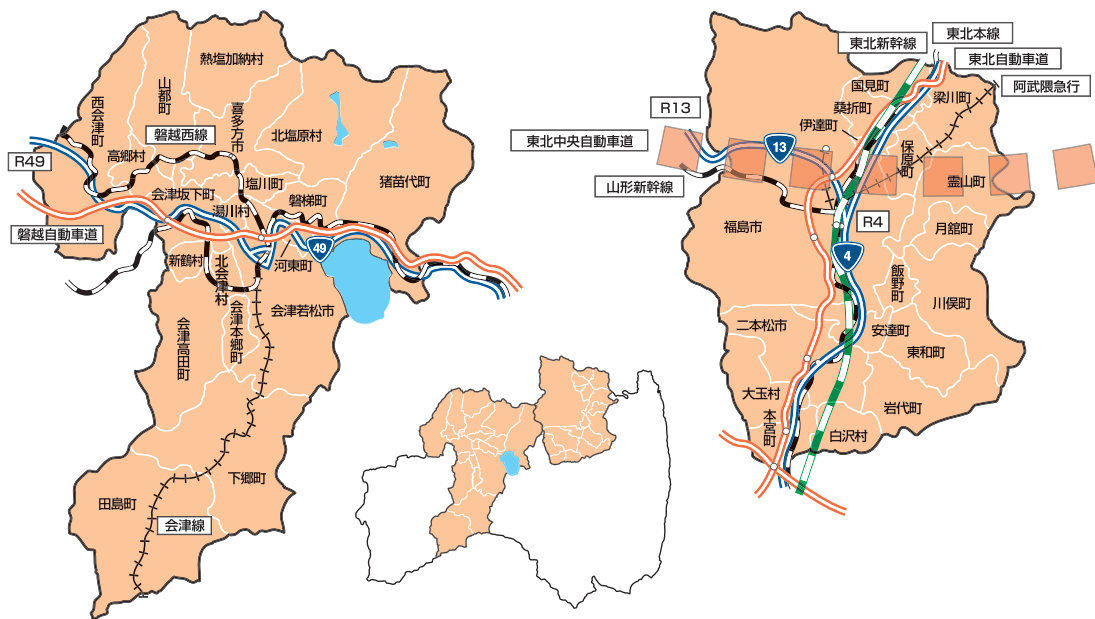 熱塩加納村
山都町
西会津町
喜多方市
磐越西線
北塩原村
R49
高郷村
塩川町
猪苗代町
会津坂下町
湯川村
磐梯町
磐越自動車道
新鶴村
北会津村
河東町
49
会津若松市
会津本郷町
会津高田町
下郷町
田島町
会津線
東北新幹線
東北本線
東北自動車道
阿武隈急行
国見町
桑折町
梁川町
R13
伊達町
東北中央自動車道
13
保原町
霊山町
山形新幹線
R4
福島市
月舘町
4
飯野町
川俣町
二本松市
安達町
東和町
大玉村
本宮町
岩代町
白沢村